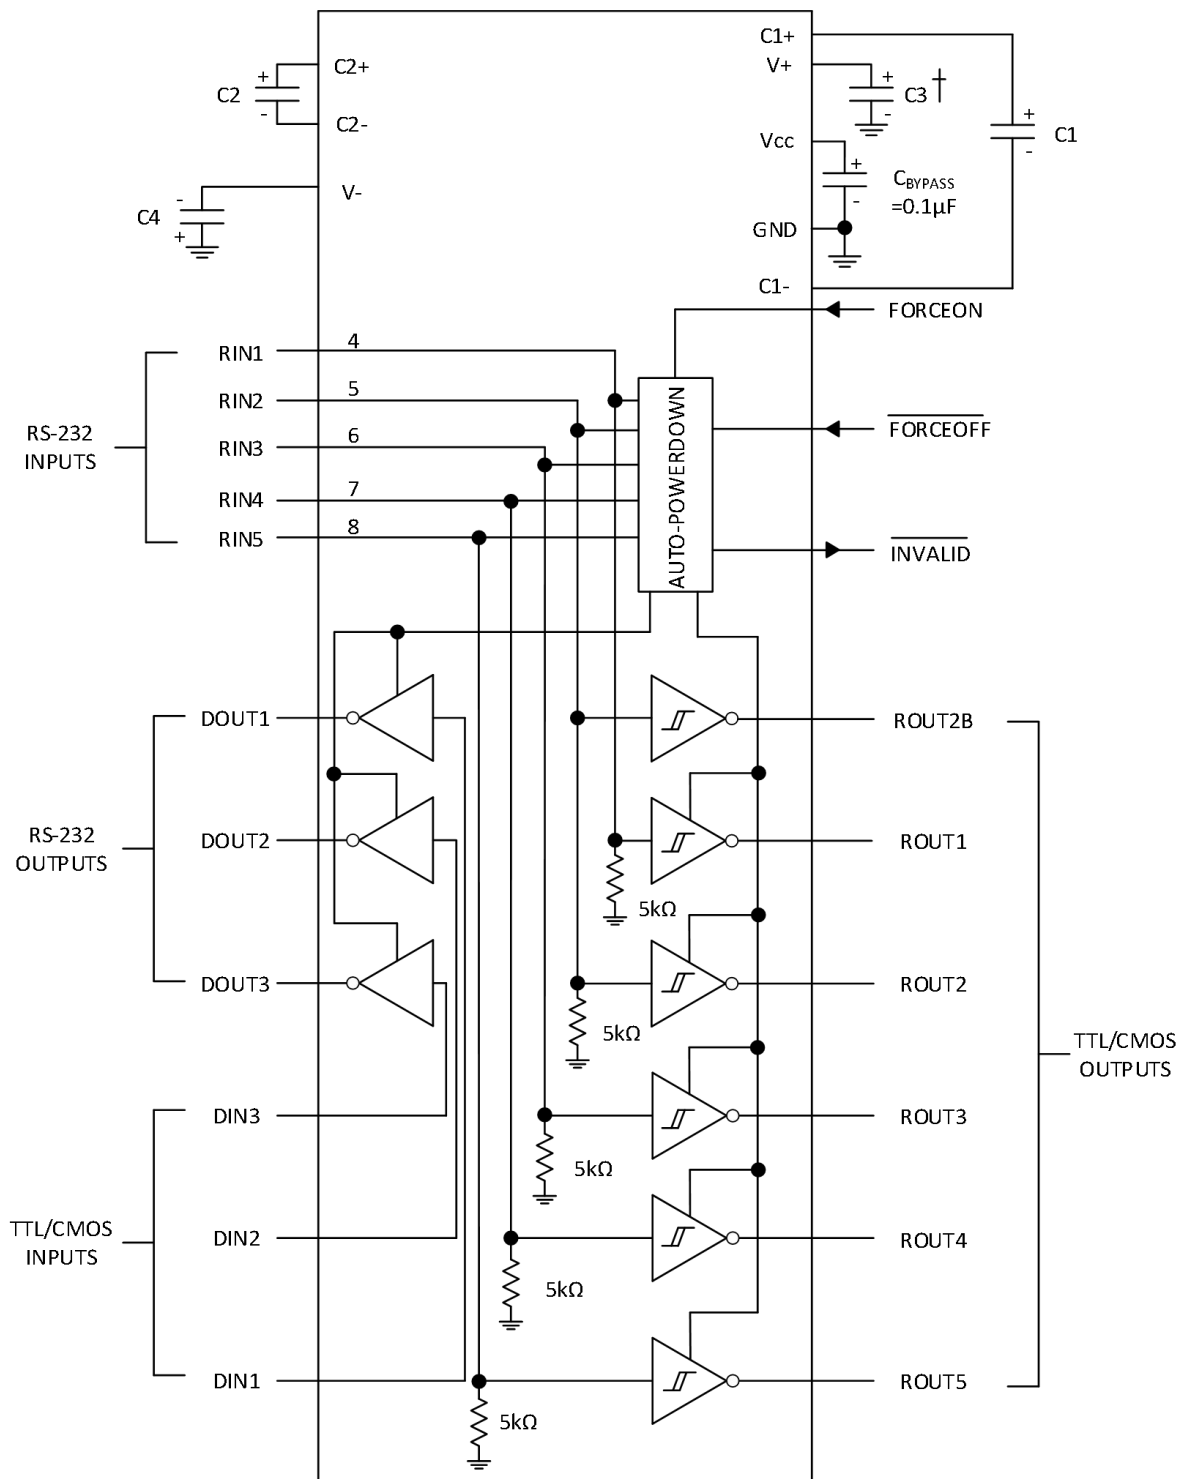 C1+
C2+
V+
C2
C3 †
C2-
Vcc
C1
C_BYPASS
=0.1µF
V-
C4
GND
C1-
FORCEON
RIN1
4
RIN2
5
RS-232
INPUTS
FORCEOFF
RIN3
6
RIN4
7
RIN5
8
AUTO-POWERDOWN
INVALID
DOUT1
ROUT2B
RS-232
OUTPUTS
DOUT2
ROUT1
5kΩ
DOUT3
ROUT2
5kΩ
TTL/CMOS
OUTPUTS
DIN3
ROUT3
5kΩ
TTL/CMOS
INPUTS
DIN2
ROUT4
5kΩ
DIN1
ROUT5
5kΩ
+
-
+
-
+
-
+
-
-
+